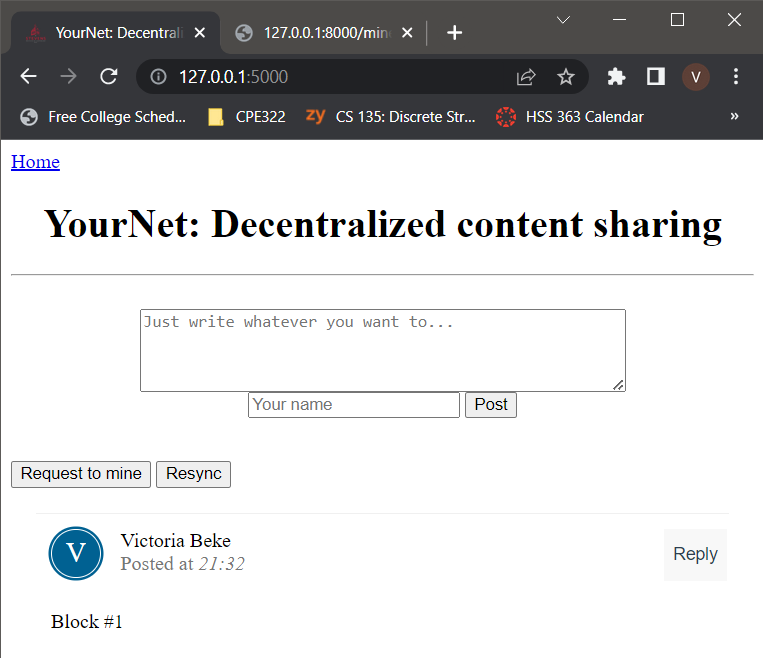 YourNet: Decentrali
127.0.0.1:8000/min
127.0.0.1:5000
V
Free College Sched...
CPE322
zy
CS 135: Discrete Str...
HSS 363 Calendar
»
Home
YourNet: Decentralized content sharing
Just write whatever you want to...
Your name
Post
Request to mine
Resync
V
Victoria Beke
Posted at 21:32
Reply
Block #1